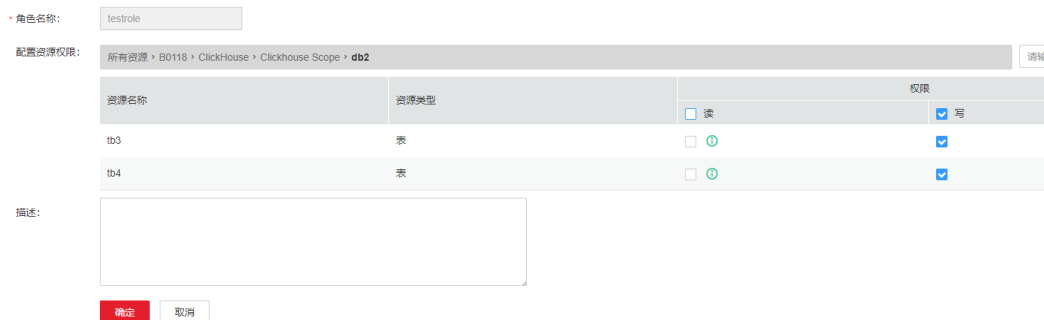 * 角色名称： testrole
配置资源权限： 所有资源 > B0118 > ClickHouse > Clickhouse Scope > db2 请输
资源名称 资源类型 权限
读 写
tb3 表
tb4 表
描述：
确定 取消